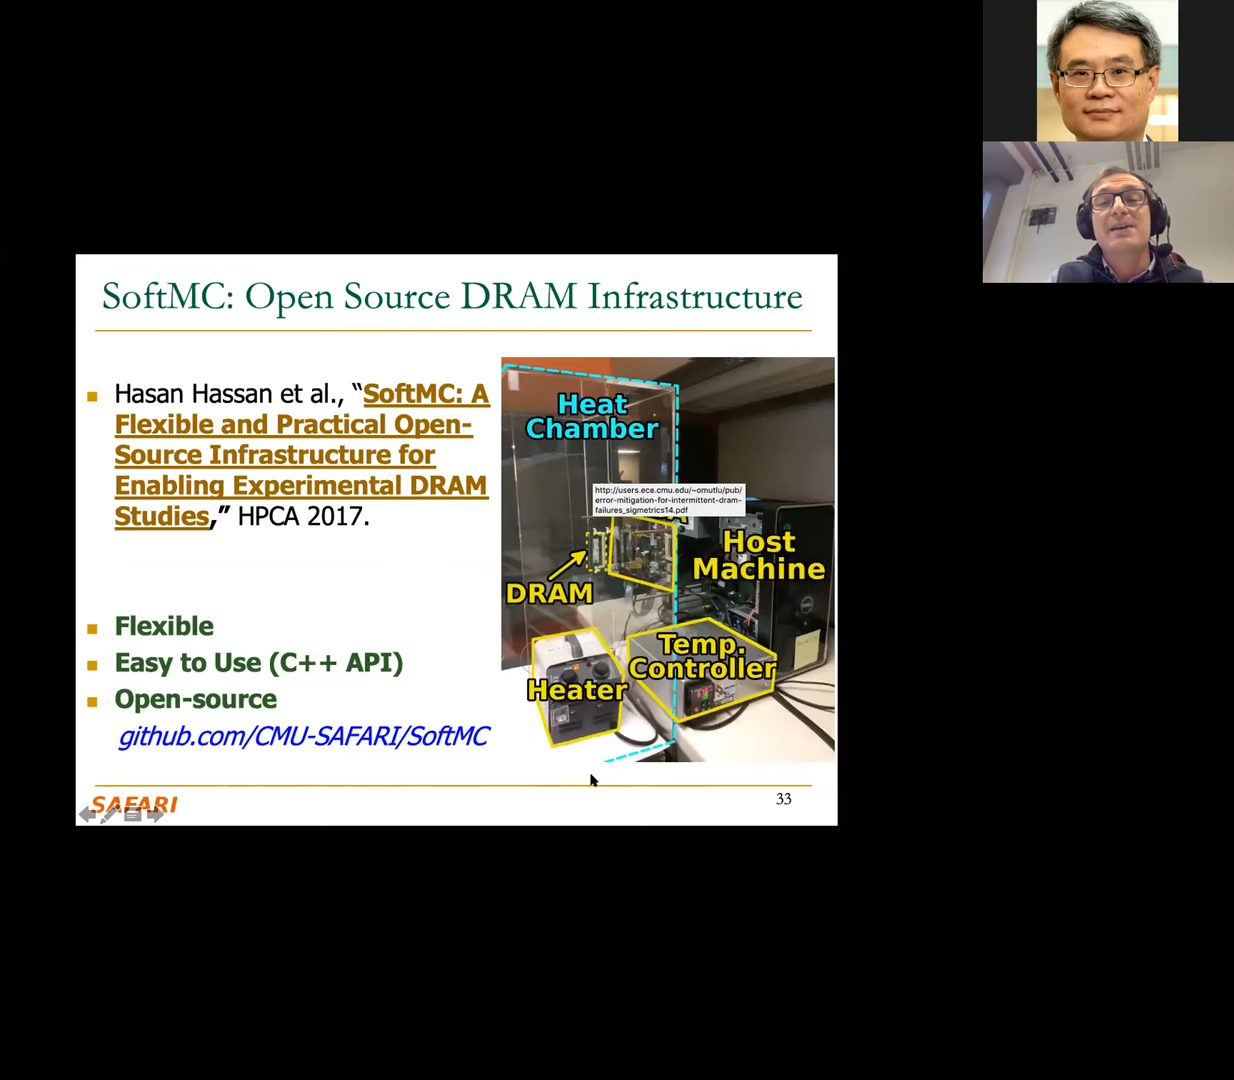 SoftMC: Open Source DRAM Infrastructure
Hasan Hassan et al., “SoftMC: A
Flexible and Practical Open-
Source Infrastructure for
Enabling Experimental DRAM
Studies,” HPCA 2017.
Flexible
Easy to Use (C++ API)
Open-source
github.com/CMU-SAFARI/SoftMC
Heat
Chamber
http://users.ece.cmu.edu/~omutlu/pub/
error-mitigation-for-intermittent-dram-
failures_sigmetrics14.pdf
Host
Machine
DRAM
Temp.
Controller
Heater
SAFARI
33